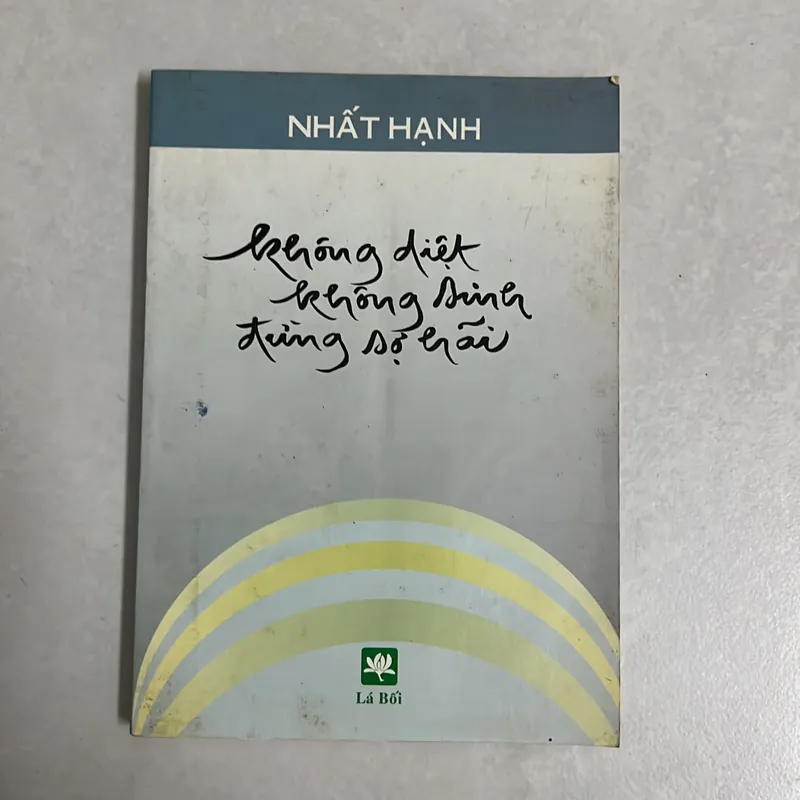 NHẤT HẠNH
không diệt
không sinh
đừng sợ hãi
Lá Bối